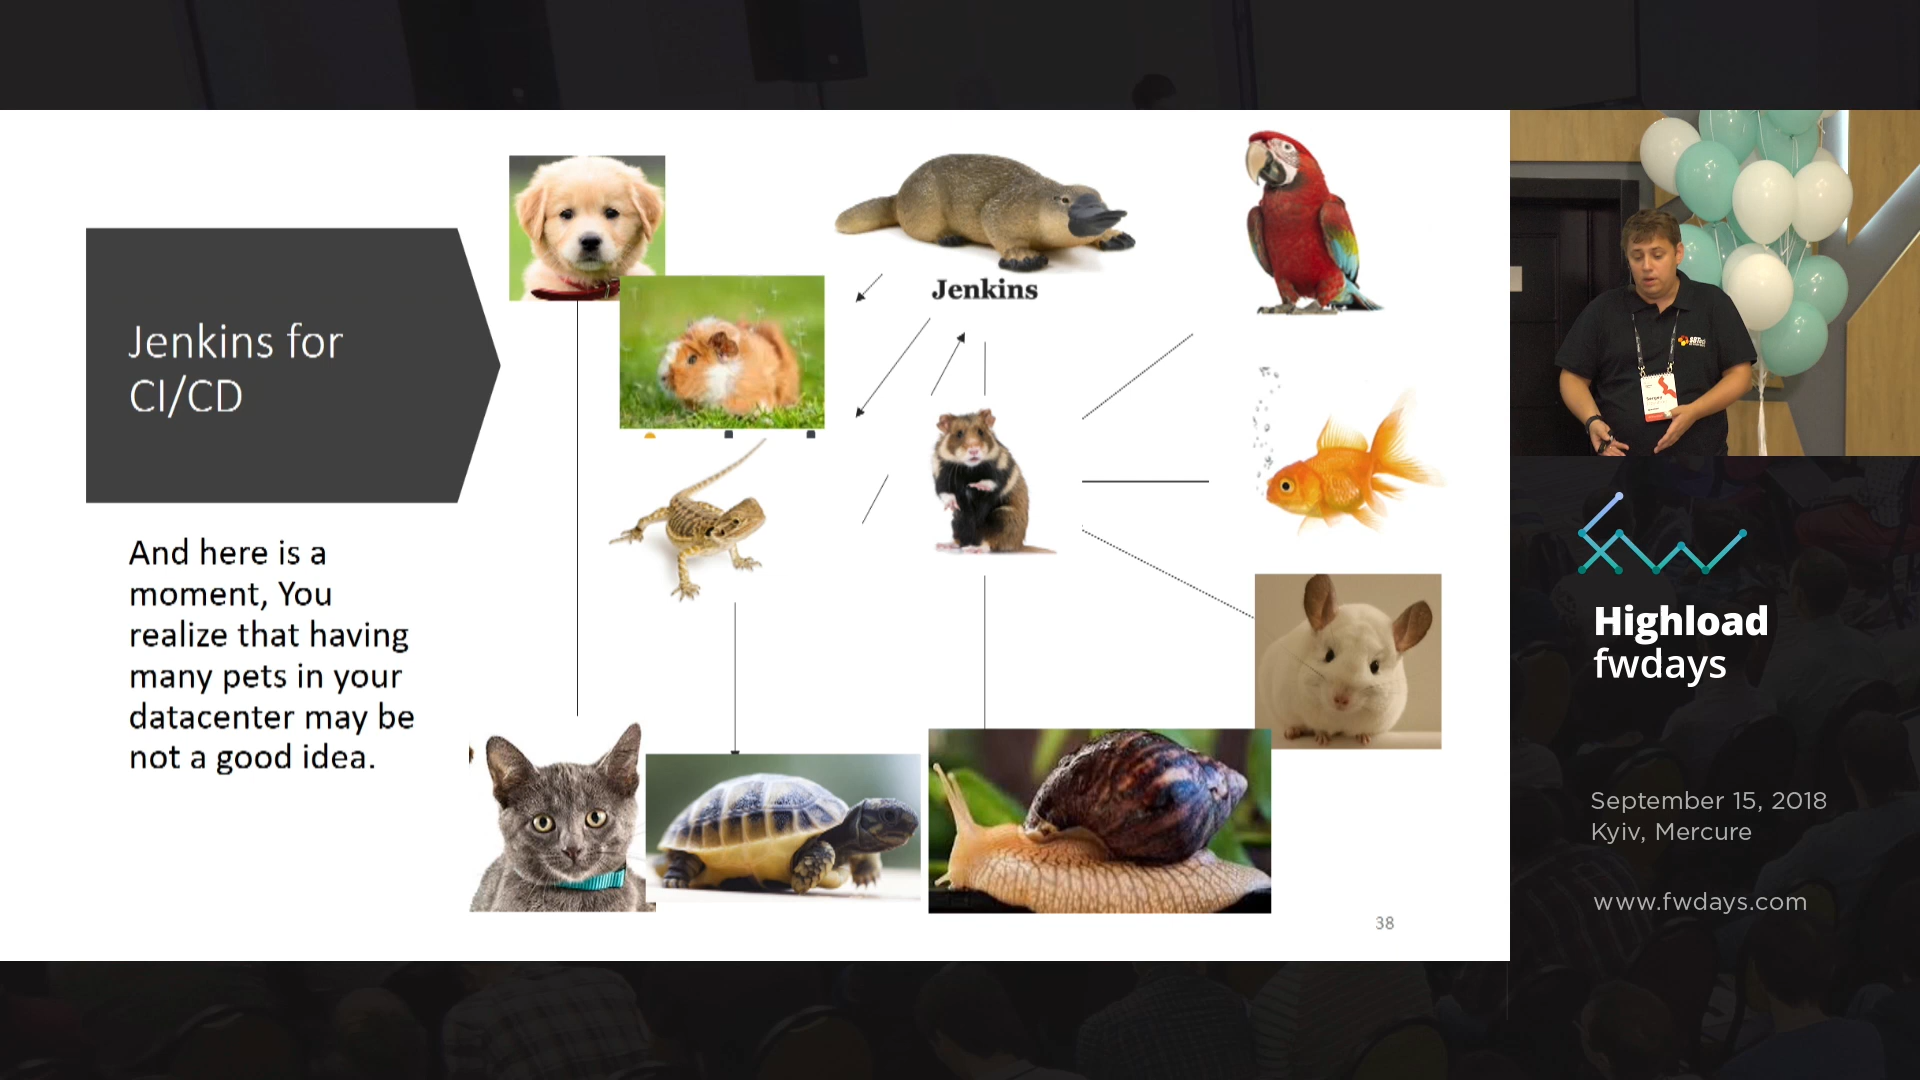 Jenkins for
CI/CD
And here is a
moment, You
realize that having
many pets in your
datacenter may be
not a good idea.
Jenkins
38
Highload
fwdays
September 15, 2018
Kyiv, Mercure
www.fwdays.com